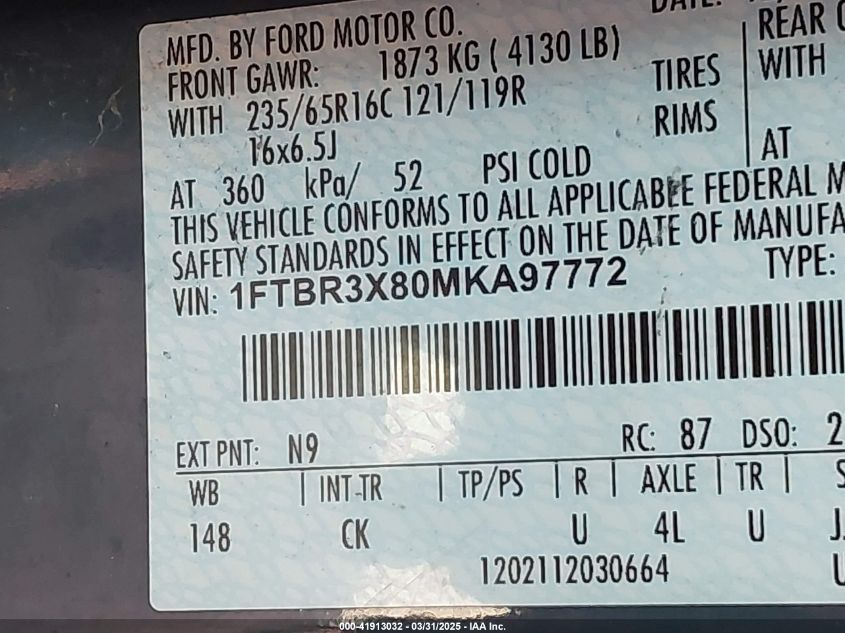 DATE:
MFD. BY FORD MOTOR CO.
FRONT GAWR: 1873 KG ( 4130 LB)
REAR
WITH 235/65R16C 121/119R TIRES
WITH
16x6.5J RIMS
AT 360 kPa/ 52 PSI COLD
AT
THIS VEHICLE CONFORMS TO ALL APPLICABLE FEDERAL M
SAFETY STANDARDS IN EFFECT ON THE DATE OF MANUFA
VIN: 1FTBR3X80MKA97772 TYPE:
EXT PNT: N9 RC: 87 DSO: 2
WB | INT-TR | TP/PS | R | AXLE | TR | S
148 CK U 4L U J
1202112030664 U
000-41913032 - 03/31/2025 - IAA Inc.